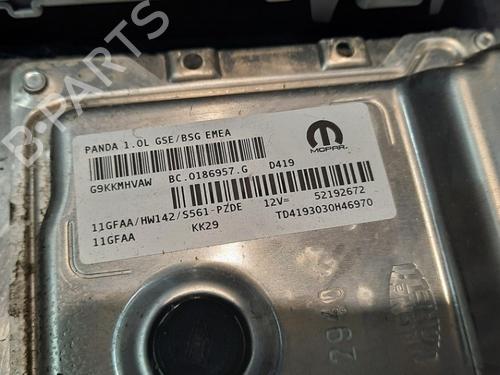 PANDA 1.0L GSE/BSG EMEA
G9KKMHVAW BC.0186957.G D419
MOPAR
11GFAA/HW142/S561-PZDE 12V= 52192672
11GFAA KK29 TD4193030H46970
B-PARTS